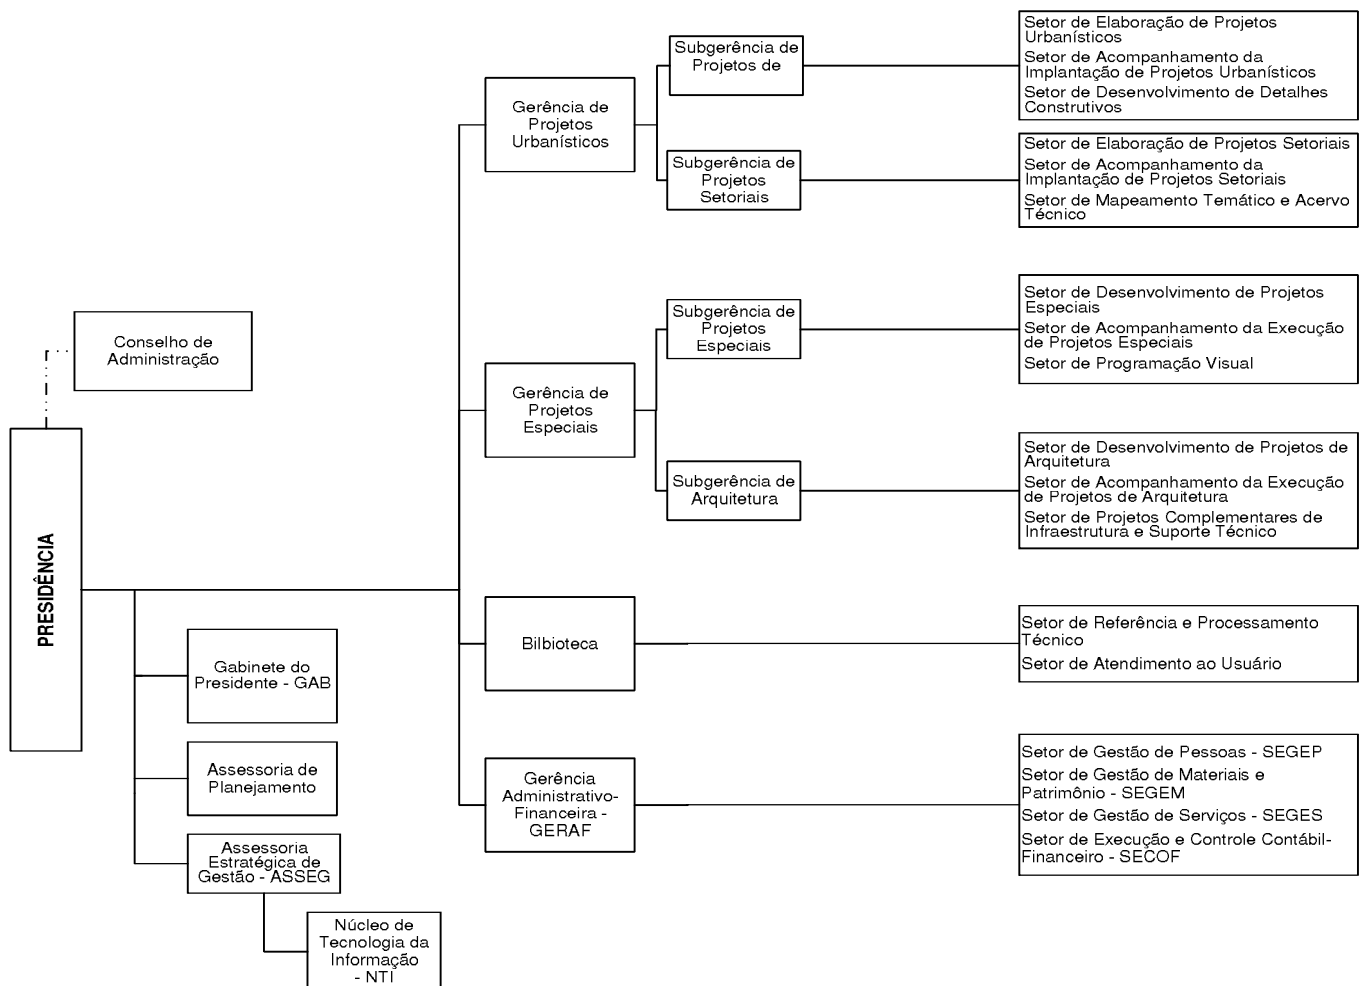 Setor de Elaboração de Projetos
Urbanísticos
Setor de Acompanhamento da
Implantação de Projetos Urbanísticos
Setor de Desenvolvimento de Detalhes
Construtivos
Subgerência de
Projetos de
Gerência de
Projetos
Urbanísticos
Subgerência de
Projetos
Setoriais
Setor de Elaboração de Projetos Setoriais
Setor de Acompanhamento da
Implantação de Projetos Setoriais
Setor de Mapeamento Temático e Acervo
Técnico
Conselho de
Administração
Subgerência de
Projetos
Especiais
Setor de Desenvolvimento de Projetos
Especiais
Setor de Acompanhamento da Execução
de Projetos Especiais
Setor de Programação Visual
Gerência de
Projetos
Especiais
Subgerência de
Arquitetura
Setor de Desenvolvimento de Projetos de
Arquitetura
Setor de Acompanhamento da Execução
de Projetos de Arquitetura
Setor de Projetos Complementares de
Infraestrutura e Suporte Técnico
PRESIDÊNCIA
Bilbioteca
Setor de Referência e Processamento
Técnico
Setor de Atendimento ao Usuário
Gabinete do
Presidente - GAB
Assessoria de
Planejamento
Gerência
Administrativo-
Financeira -
GERAF
Setor de Gestão de Pessoas - SEGEP
Setor de Gestão de Materiais e
Patrimônio - SEGEM
Setor de Gestão de Serviços - SEGES
Setor de Execução e Controle Contábil-
Financeiro - SECOF
Assessoria
Estratégica de
Gestão - ASSEG
Núcleo de
Tecnologia da
Informação
- NTI